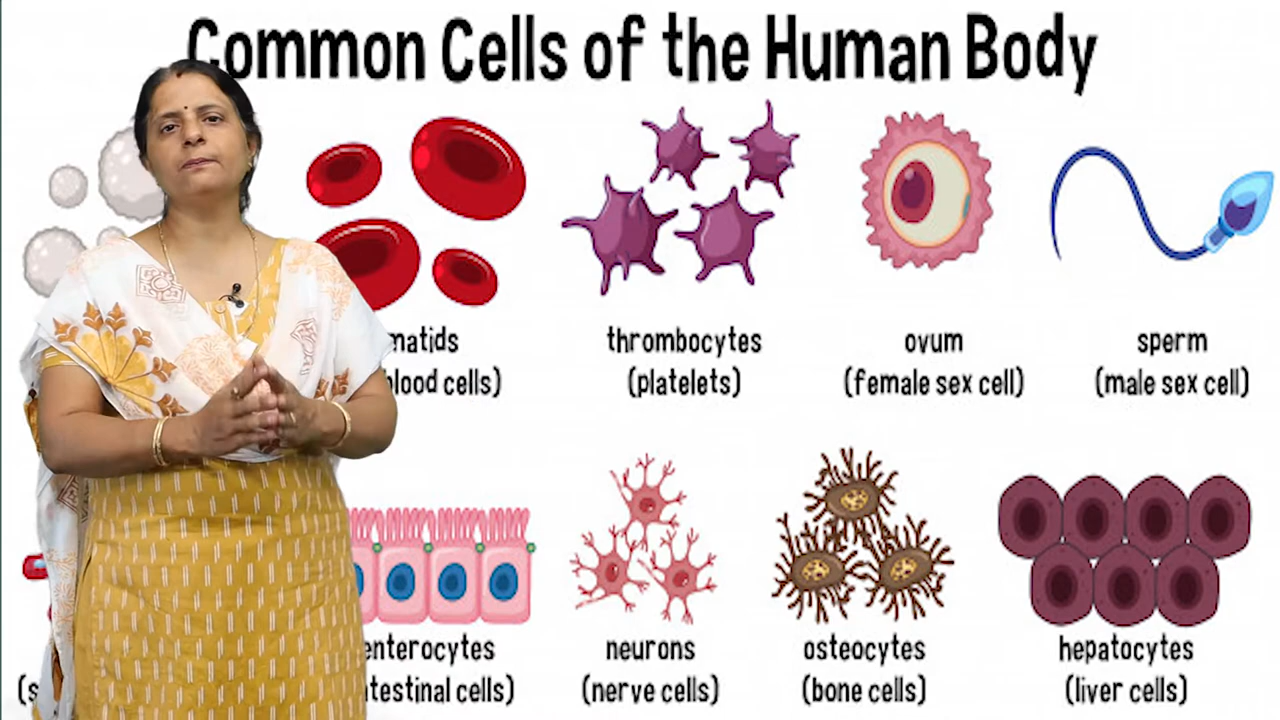 Common Cells of the Human Body
matids thrombocytes ovum sperm
blood cells) (platelets) (female sex cell) (male sex cell)
enterocytes neurons osteocytes hepatocytes
(s testinal cells) (nerve cells) (bone cells) (liver cells)